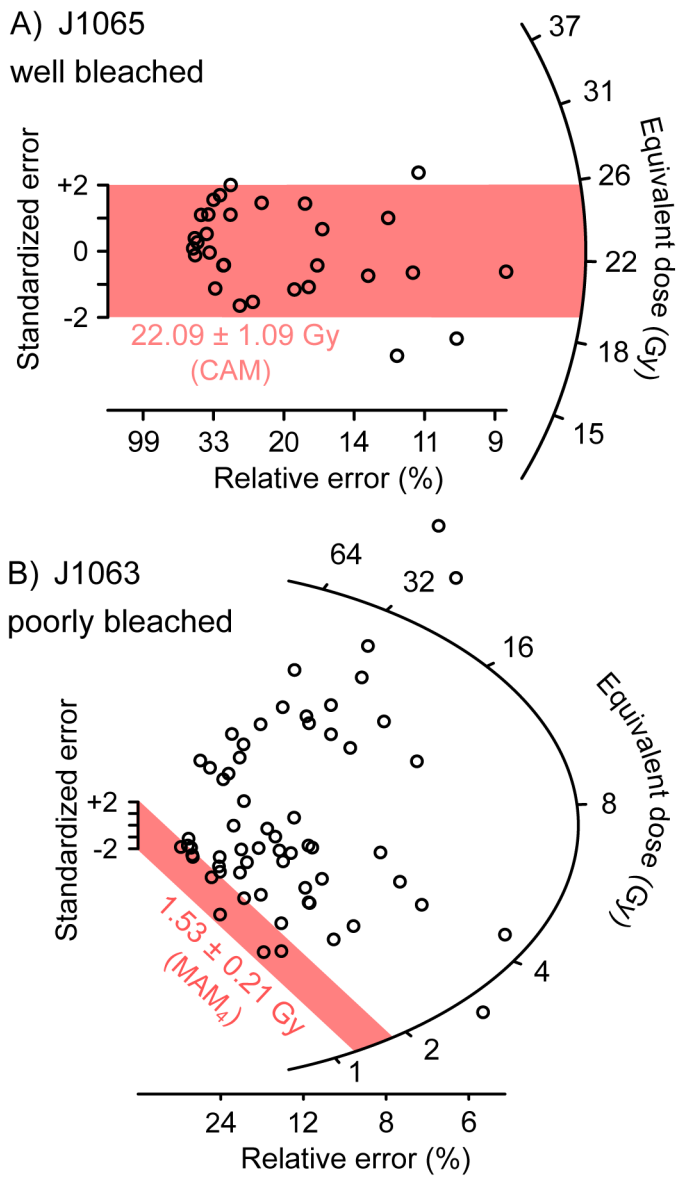 A) J1065
well bleached
37
31
26
22
18
15
Equivalent dose (Gy)
Standardized error
+2
0
-2
22.09 ± 1.09 Gy
(CAM)
99 33 20 14 11 9
Relative error (%)
B) J1063
poorly bleached
64
32
16
8
4
2
1
Equivalent dose (Gy)
Standardized error
+2
-2
1.53 ± 0.21 Gy
(MAM₄)
24 12 8 6
Relative error (%)